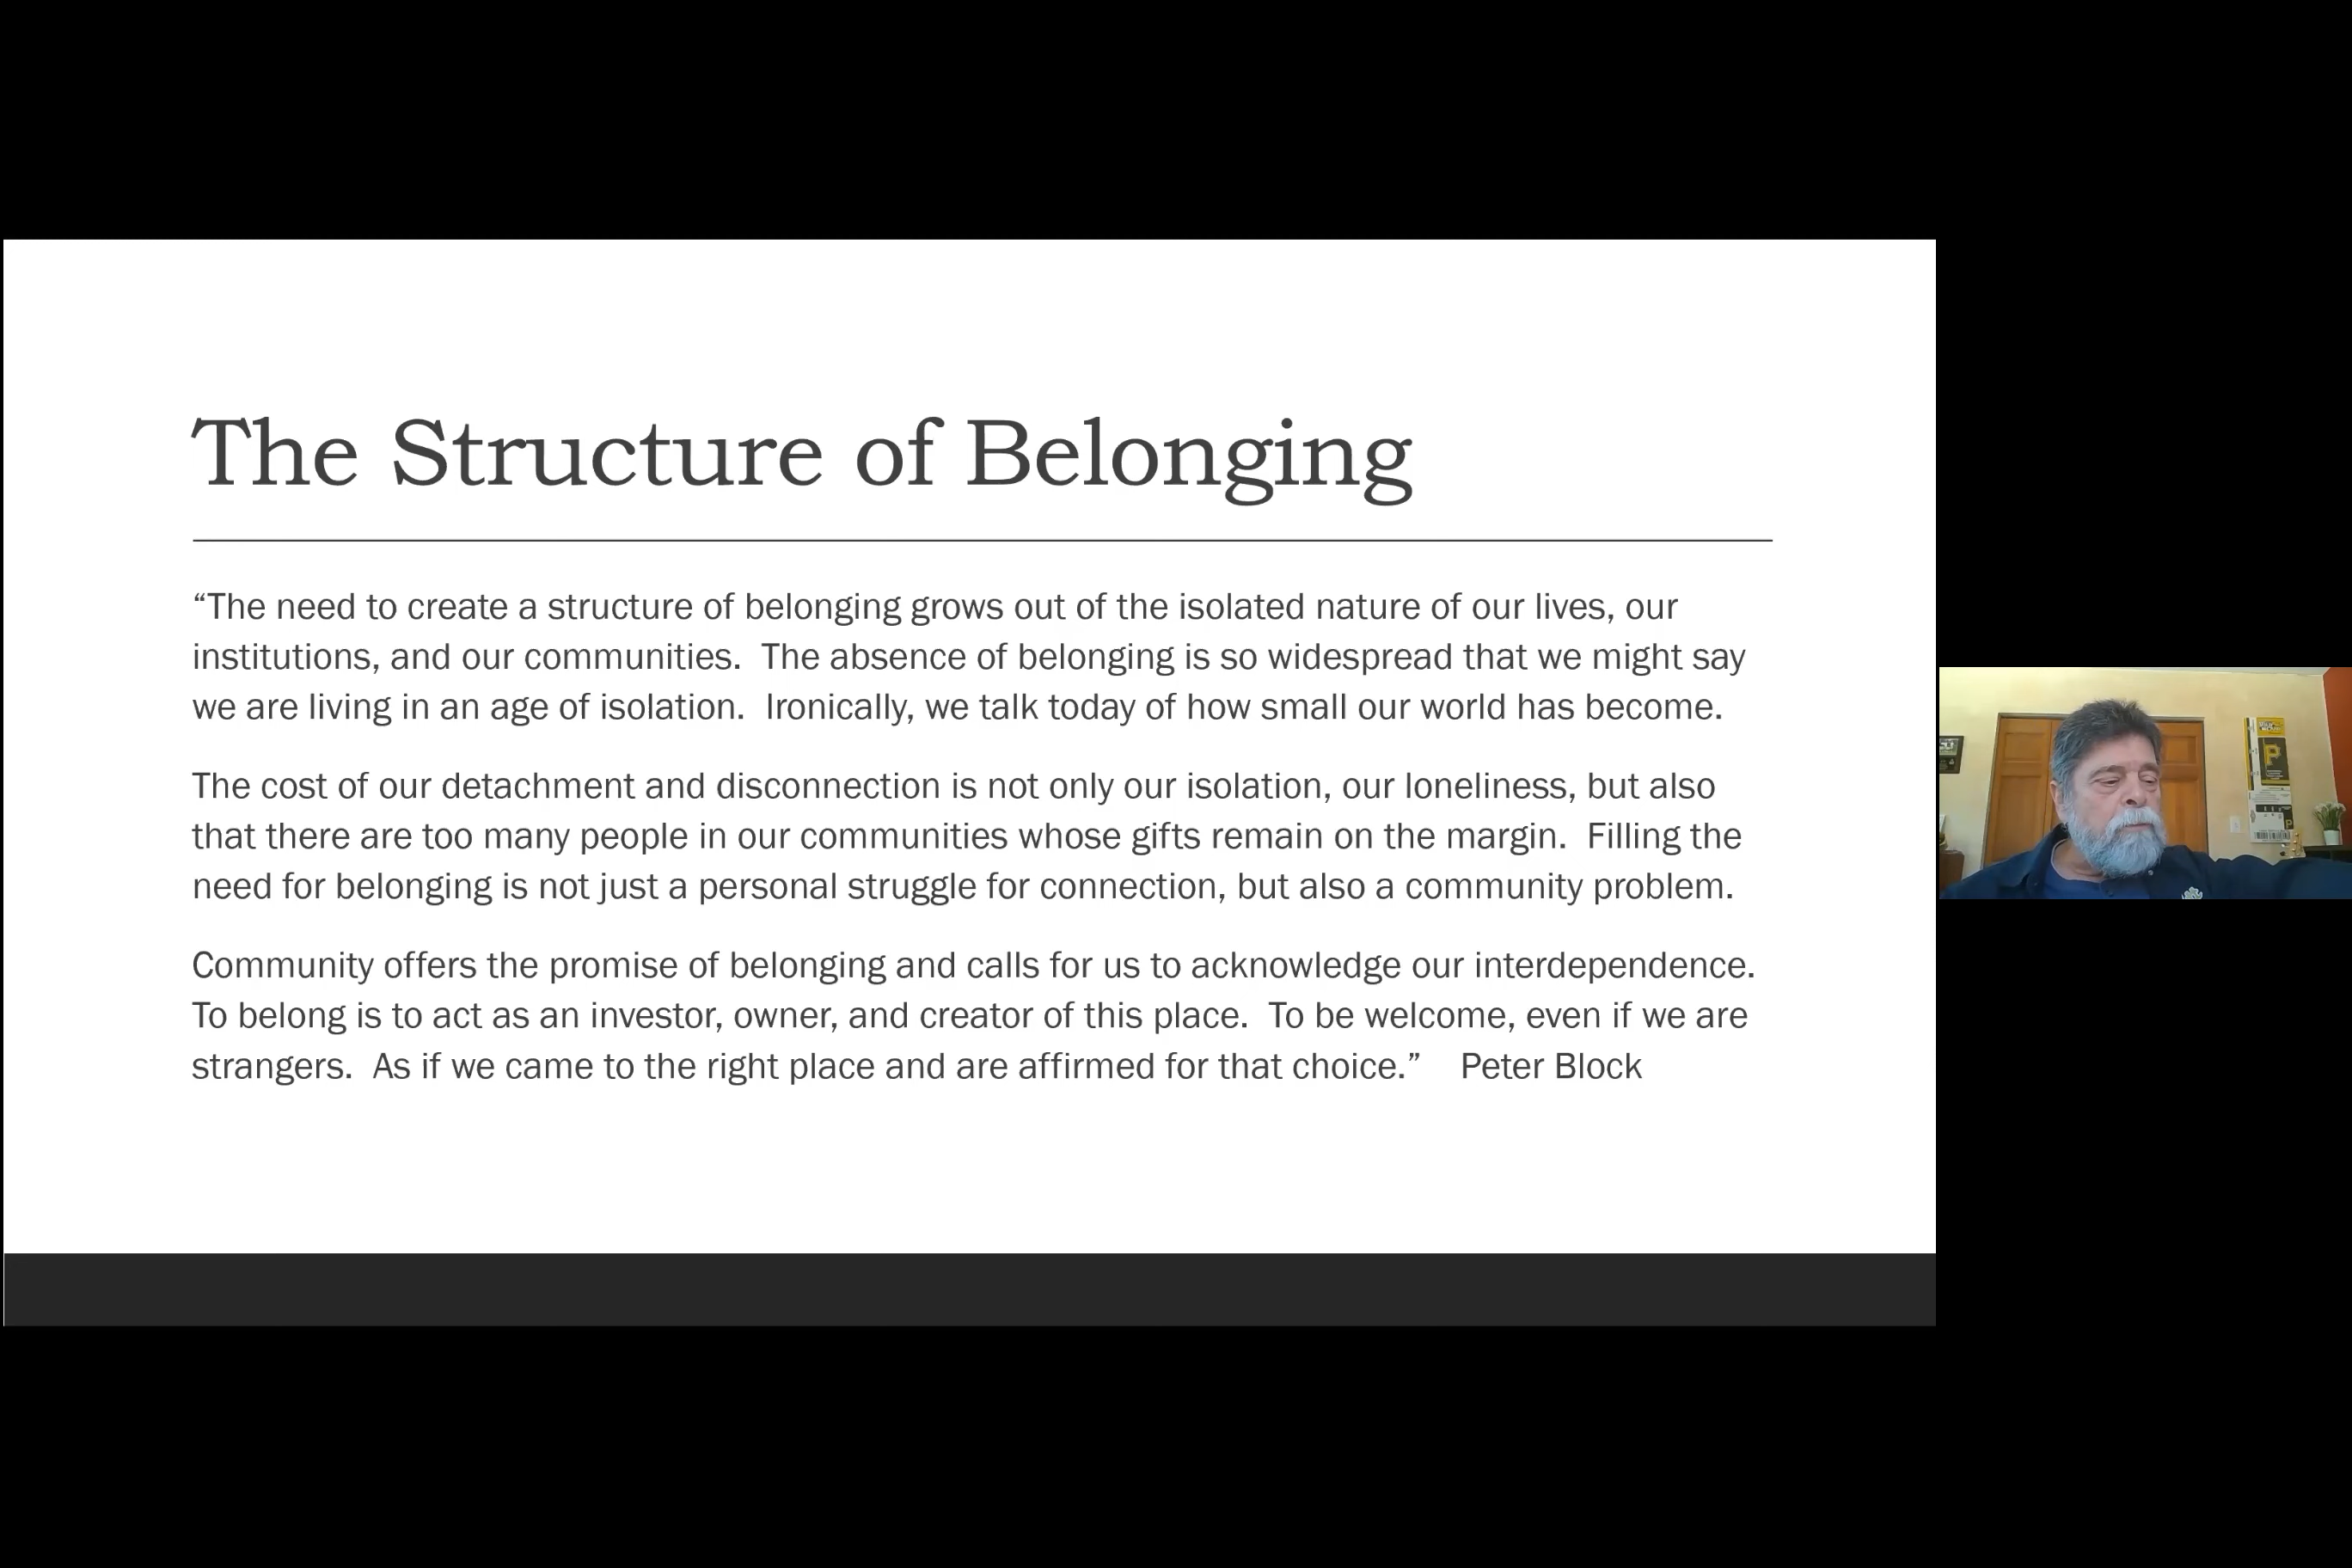 The Structure of Belonging
“The need to create a structure of belonging grows out of the isolated nature of our lives, our
institutions, and our communities.  The absence of belonging is so widespread that we might say
we are living in an age of isolation.  Ironically, we talk today of how small our world has become.
The cost of our detachment and disconnection is not only our isolation, our loneliness, but also
that there are too many people in our communities whose gifts remain on the margin.  Filling the
need for belonging is not just a personal struggle for connection, but also a community problem.
Community offers the promise of belonging and calls for us to acknowledge our interdependence.
To belong is to act as an investor, owner, and creator of this place.  To be welcome, even if we are
strangers.  As if we came to the right place and are affirmed for that choice.”    Peter Block
P
P